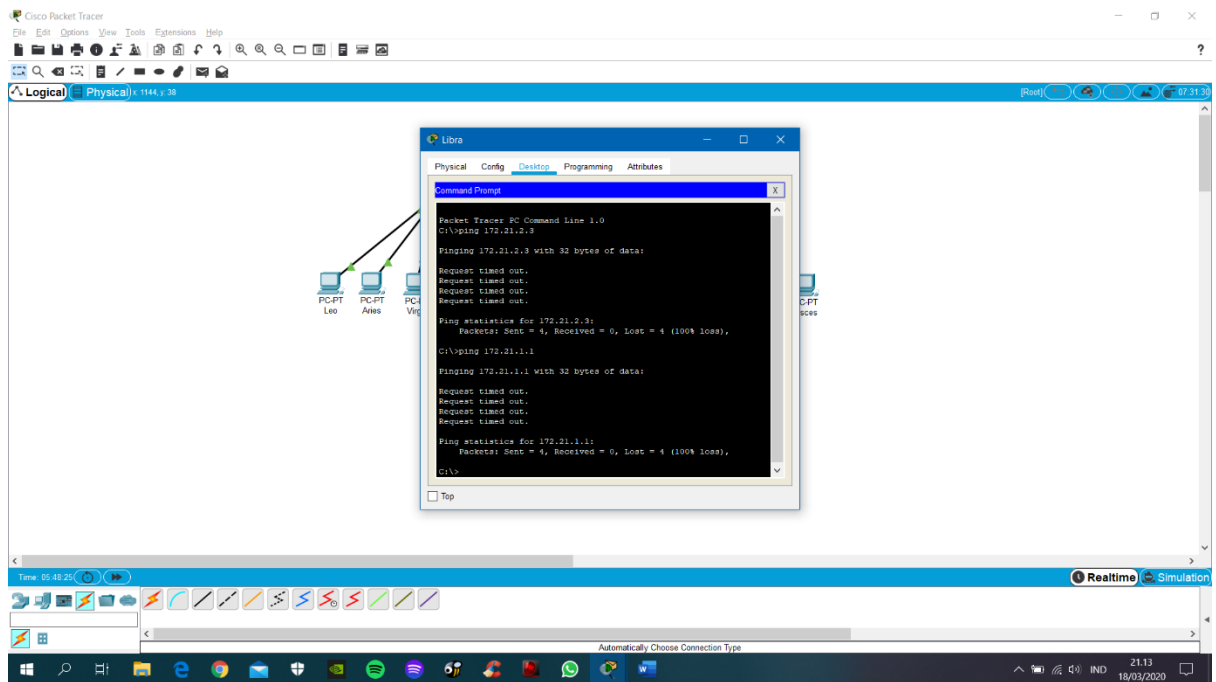 Cisco Packet Tracer
File Edit Options View Tools Extensions Help
?
Logical Physical x: 1144, y: 38 [Root] 07:31:30
Libra
Physical Config Desktop Programming Attributes
Command Prompt X
Packet Tracer PC Command Line 1.0
C:\>ping 172.21.2.3
Pinging 172.21.2.3 with 32 bytes of data:
Request timed out.
Request timed out.
Request timed out.
Request timed out.
Ping statistics for 172.21.2.3:
Packets: Sent = 4, Received = 0, Lost = 4 (100% loss),
C:\>ping 172.21.1.1
Pinging 172.21.1.1 with 32 bytes of data:
Request timed out.
Request timed out.
Request timed out.
Request timed out.
Ping statistics for 172.21.1.1:
Packets: Sent = 4, Received = 0, Lost = 4 (100% loss),
C:\>
Top
PC-PT
Leo
PC-PT
Aries
PC-
Virg
C-PT
sces
Time: 05:48:25 Realtime Simulation
Automatically Choose Connection Type
IND 21.13
18/03/2020